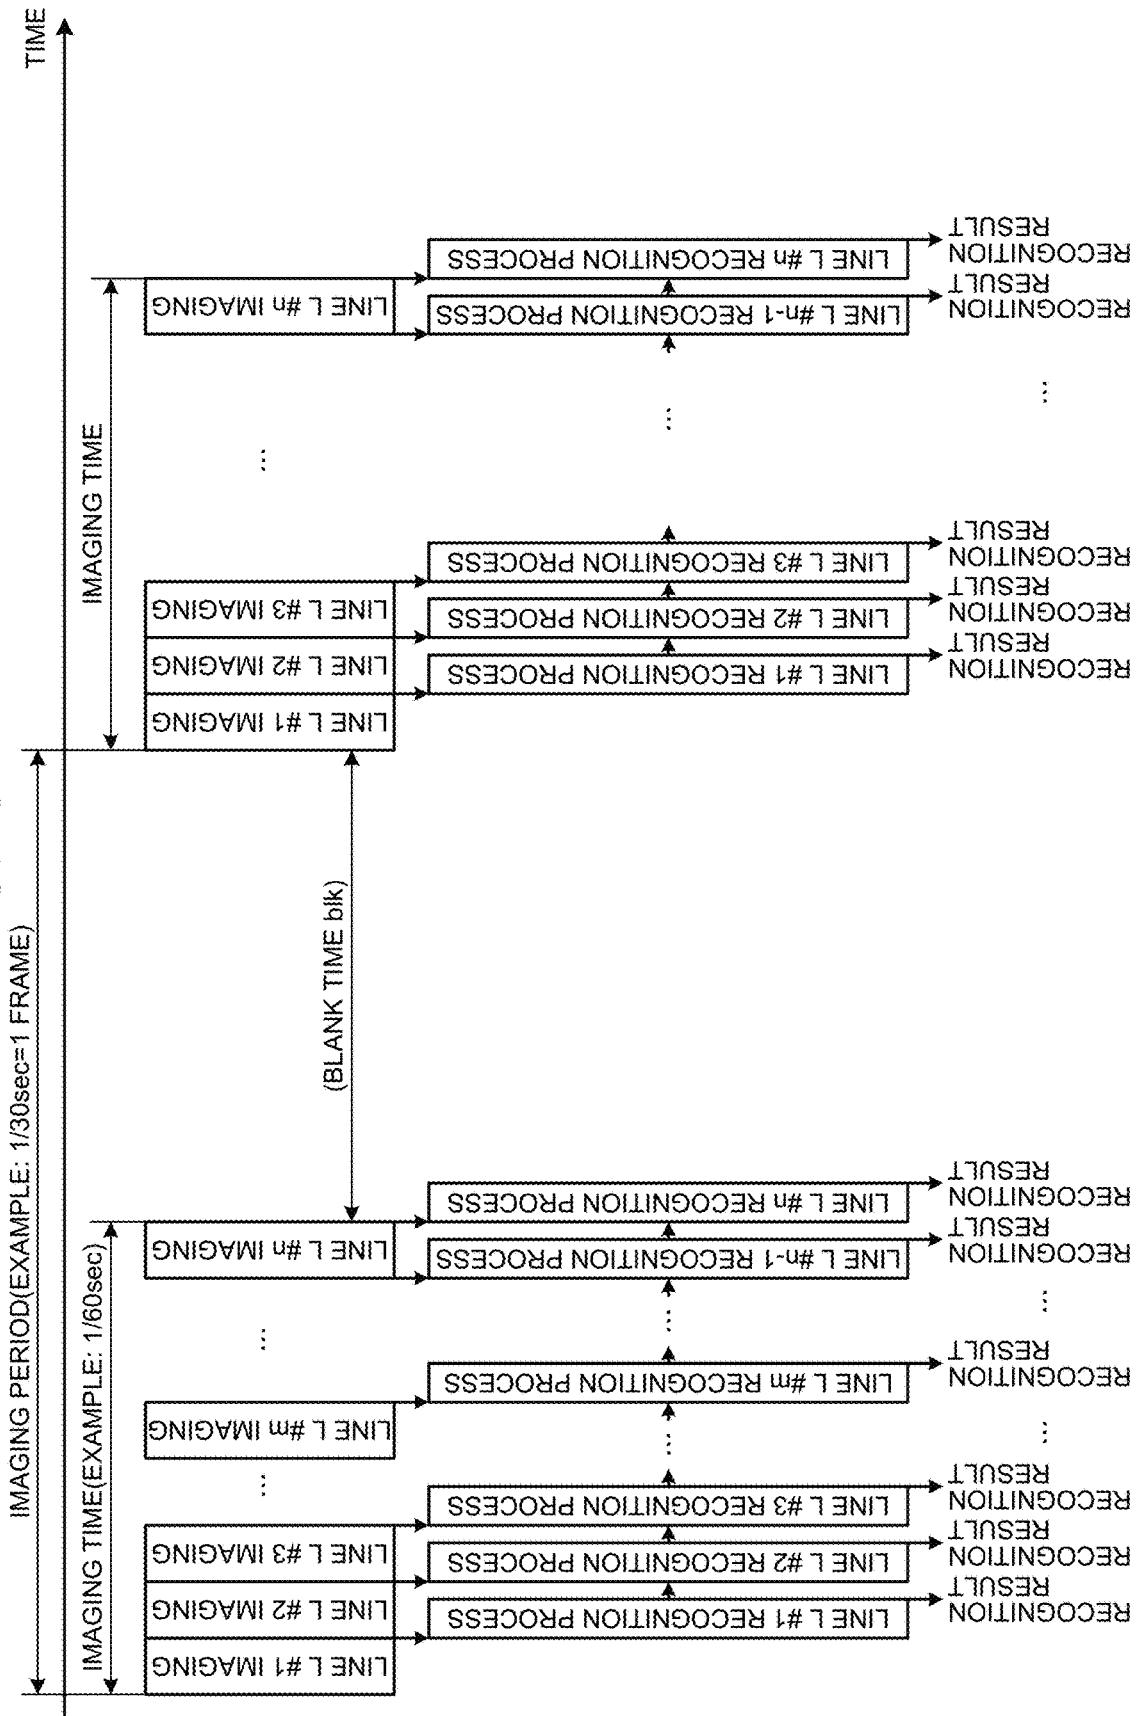 TIME
IMAGING PERIOD(EXAMPLE: 1/30sec=1 FRAME)
IMAGING TIME(EXAMPLE: 1/60sec)
IMAGING TIME
(BLANK TIME blk)
LINE L #1 IMAGING
LINE L #2 IMAGING
LINE L #3 IMAGING
...
LINE L #m IMAGING
...
LINE L #n IMAGING
LINE L #1 IMAGING
LINE L #2 IMAGING
LINE L #3 IMAGING
...
LINE L #n IMAGING
LINE L #1 RECOGNITION PROCESS
LINE L #2 RECOGNITION PROCESS
LINE L #3 RECOGNITION PROCESS
...
LINE L #m RECOGNITION PROCESS
...
LINE L #n-1 RECOGNITION PROCESS
LINE L #n RECOGNITION PROCESS
LINE L #1 RECOGNITION PROCESS
LINE L #2 RECOGNITION PROCESS
LINE L #3 RECOGNITION PROCESS
...
LINE L #n-1 RECOGNITION PROCESS
LINE L #n RECOGNITION PROCESS
RECOGNITION
RESULT
RECOGNITION
RESULT
RECOGNITION
RESULT
...
RECOGNITION
RESULT
...
RECOGNITION
RESULT
RECOGNITION
RESULT
RECOGNITION
RESULT
RECOGNITION
RESULT
RECOGNITION
RESULT
...
RECOGNITION
RESULT
RECOGNITION
RESULT